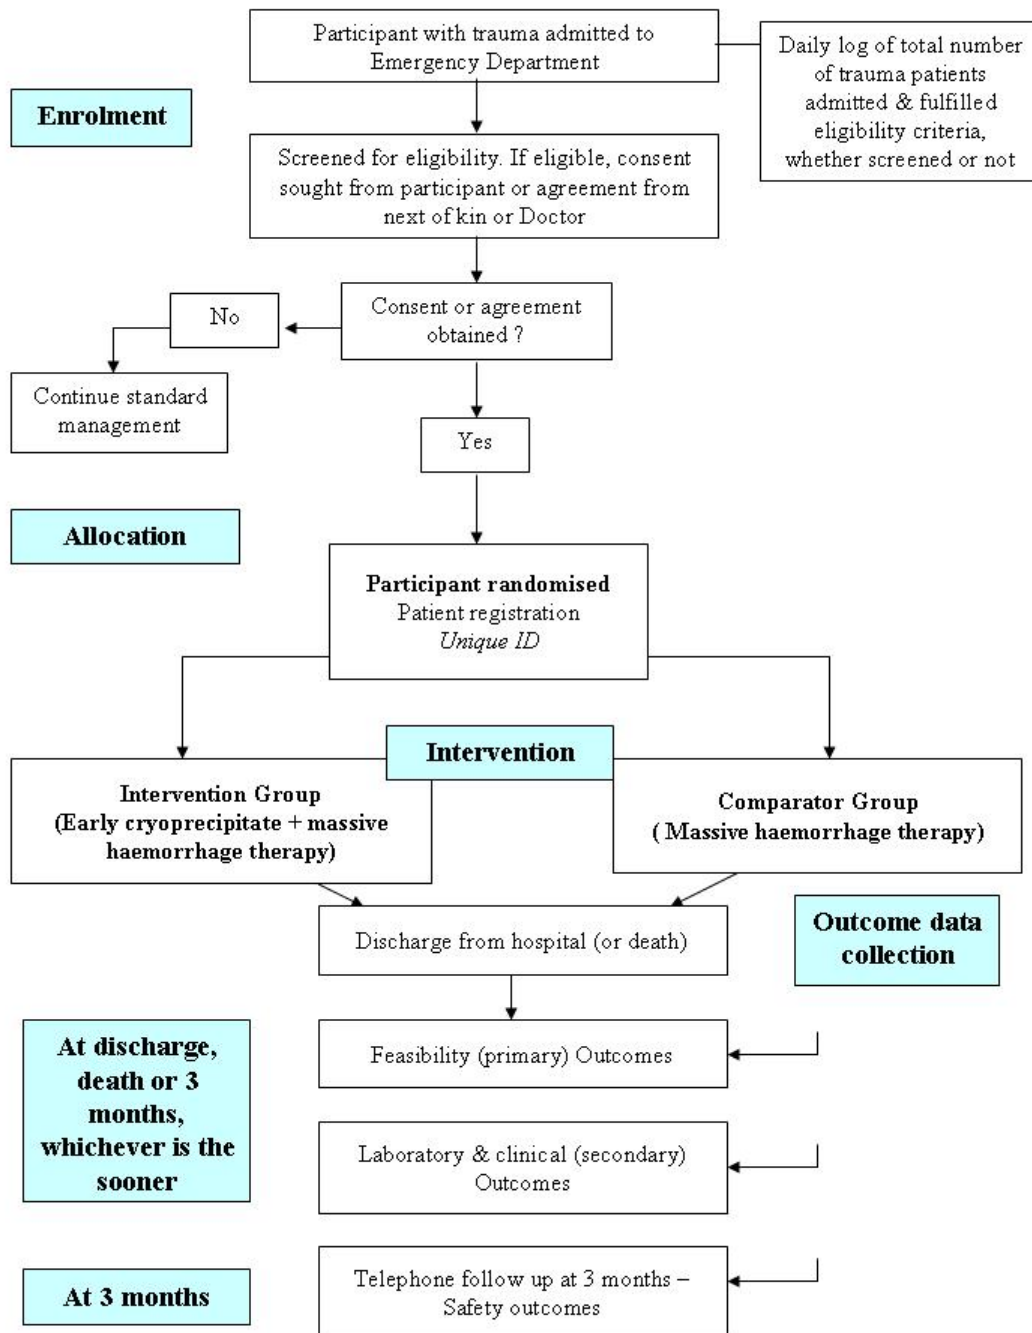 Participant with trauma admitted to
Emergency Department
Daily log of total number
of trauma patients
admitted & fulfilled
eligibility criteria,
whether screened or not
Enrolment
Screened for eligibility. If eligible, consent
sought from participant or agreement from
next of kin or Doctor
No
Consent or agreement
obtained ?
Continue standard
management
Yes
Allocation
Participant randomised
Patient registration
Unique ID
Intervention
Intervention Group
(Early cryoprecipitate + massive
haemorrhage therapy)
Comparator Group
( Massive haemorrhage therapy)
Discharge from hospital (or death)
Outcome data
collection
At discharge,
death or 3
months,
whichever is the
sooner
Feasibility (primary) Outcomes
Laboratory & clinical (secondary)
Outcomes
At 3 months
Telephone follow up at 3 months –
Safety outcomes